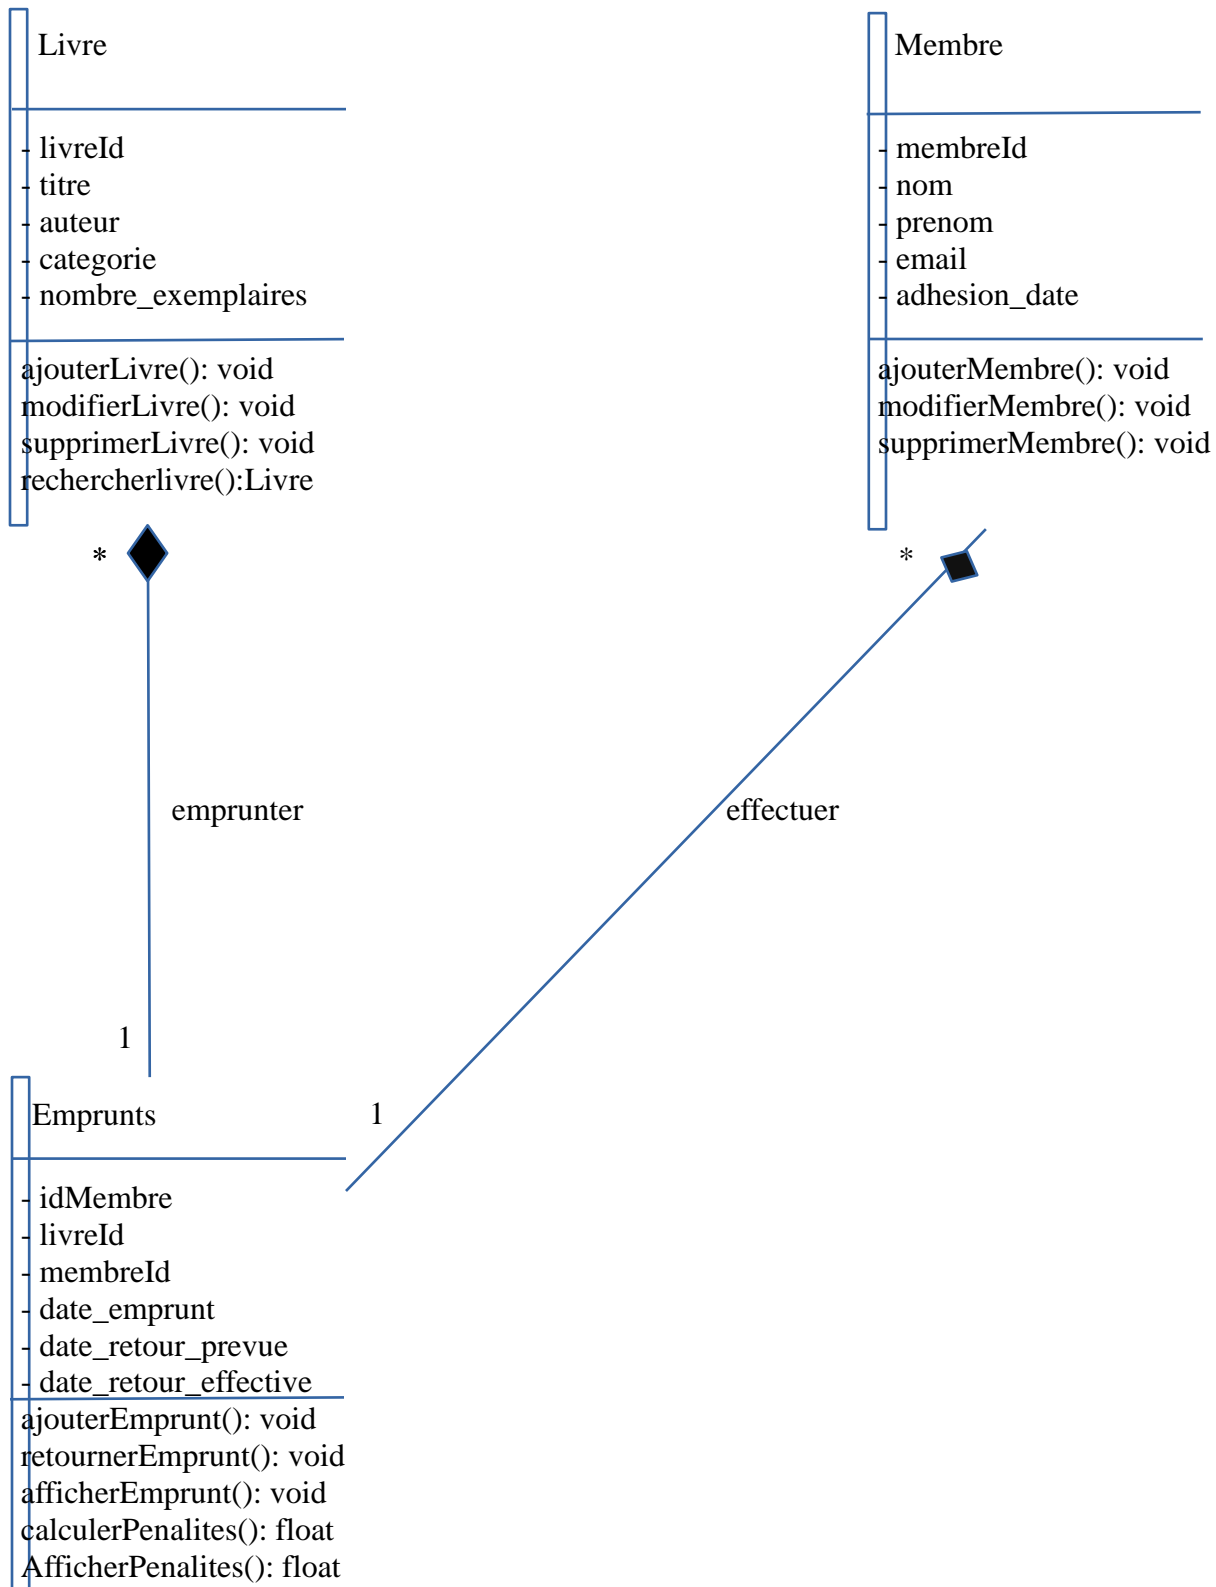 Livre
- livreId
- titre
- auteur
- categorie
- nombre_exemplaires
ajouterLivre(): void
modifierLivre(): void
supprimerLivre(): void
rechercherlivre():Livre
Membre
- membreId
- nom
- prenom
- email
- adhesion_date
ajouterMembre(): void
modifierMembre(): void
supprimerMembre(): void
*
*
emprunter
effectuer
1
1
Emprunts
- idMembre
- livreId
- membreId
- date_emprunt
- date_retour_prevue
- date_retour_effective
ajouterEmprunt(): void
retournerEmprunt(): void
afficherEmprunt(): void
calculerPenalites(): float
AfficherPenalites(): float